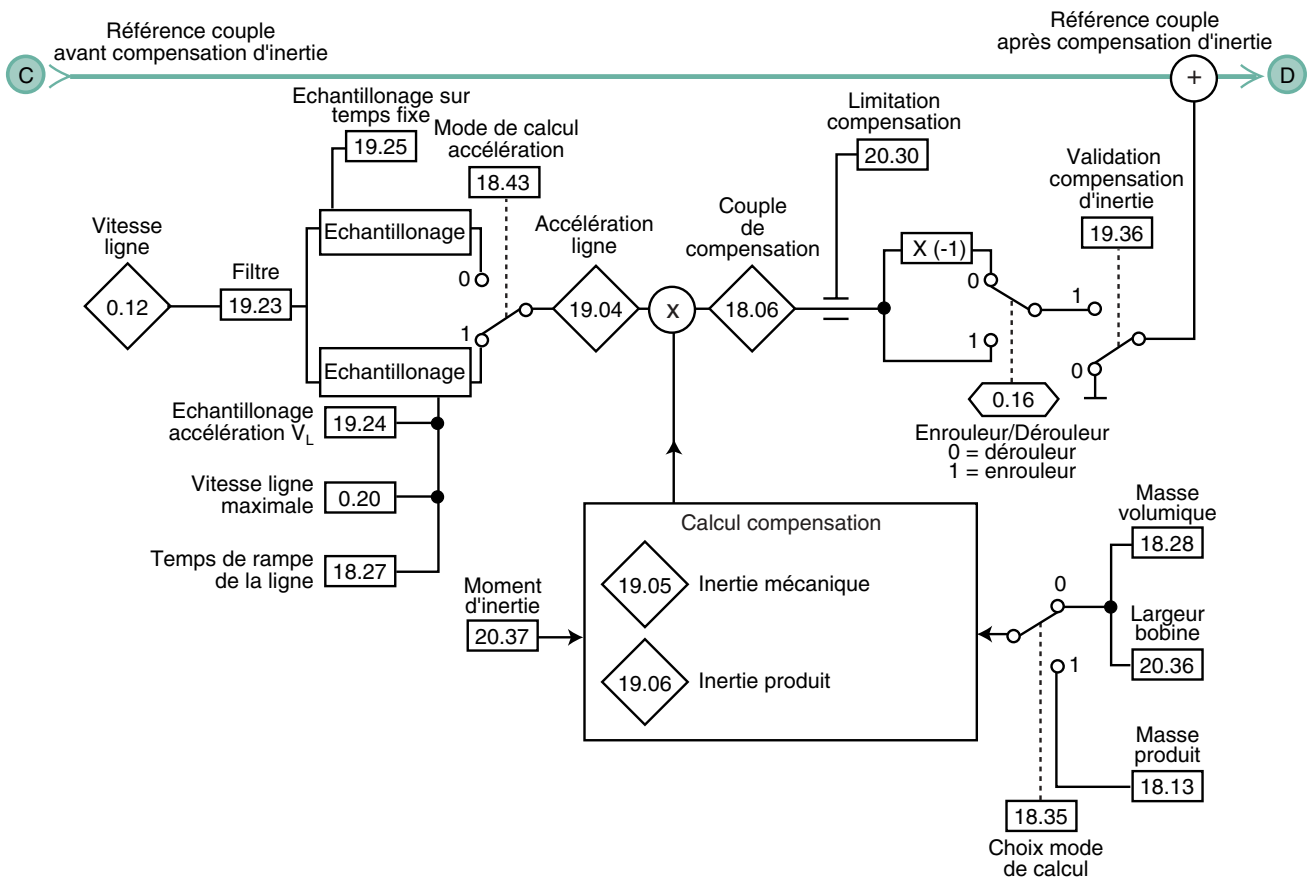 Référence couple
avant compensation d'inertie
Référence couple
après compensation d'inertie
C
+
D
Echantillonage sur
temps fixe
19.25
Mode de calcul
accélération
18.43
Limitation
compensation
20.30
Validation
compensation
d'inertie
19.36
Vitesse
ligne
0.12
Filtre
19.23
Echantillonage
0
1
Echantillonage
Accélération
ligne
19.04
X
Couple
de
compensation
18.06
X (-1)
0
1
1
0
0.16
Enrouleur/Dérouleur
0 = dérouleur
1 = enrouleur
Echantillonage
accélération VL
19.24
Vitesse ligne
maximale
0.20
Temps de rampe
de la ligne
18.27
Calcul compensation
19.05
Inertie mécanique
19.06
Inertie produit
Moment
d'inertie
20.37
Masse
volumique
18.28
0
Largeur
bobine
20.36
1
Masse
produit
18.13
18.35
Choix mode
de calcul